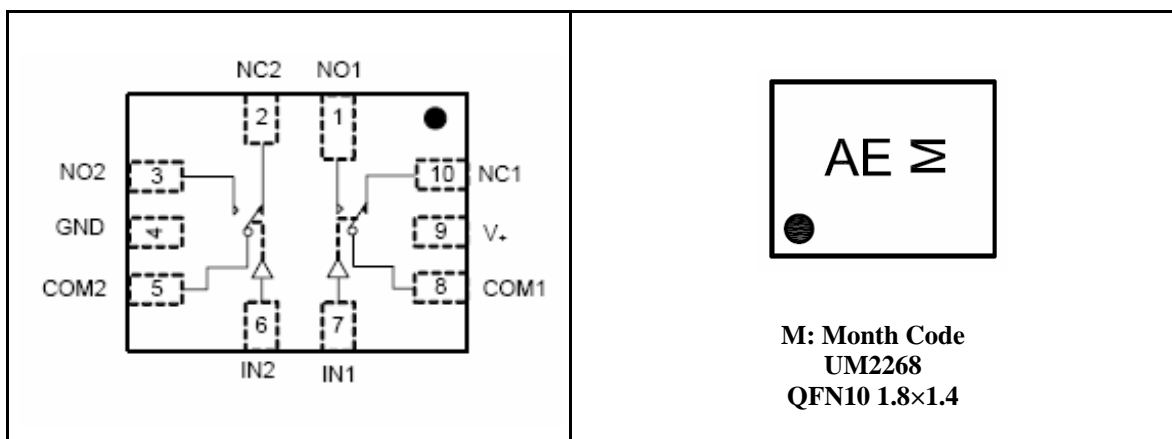 NC2 NO1
2 1
NO2 3 10 NC1
GND 4 9 V+
COM2 5 8 COM1
6 7
IN2 IN1
AE M
M: Month Code
UM2268
QFN10 1.8×1.4